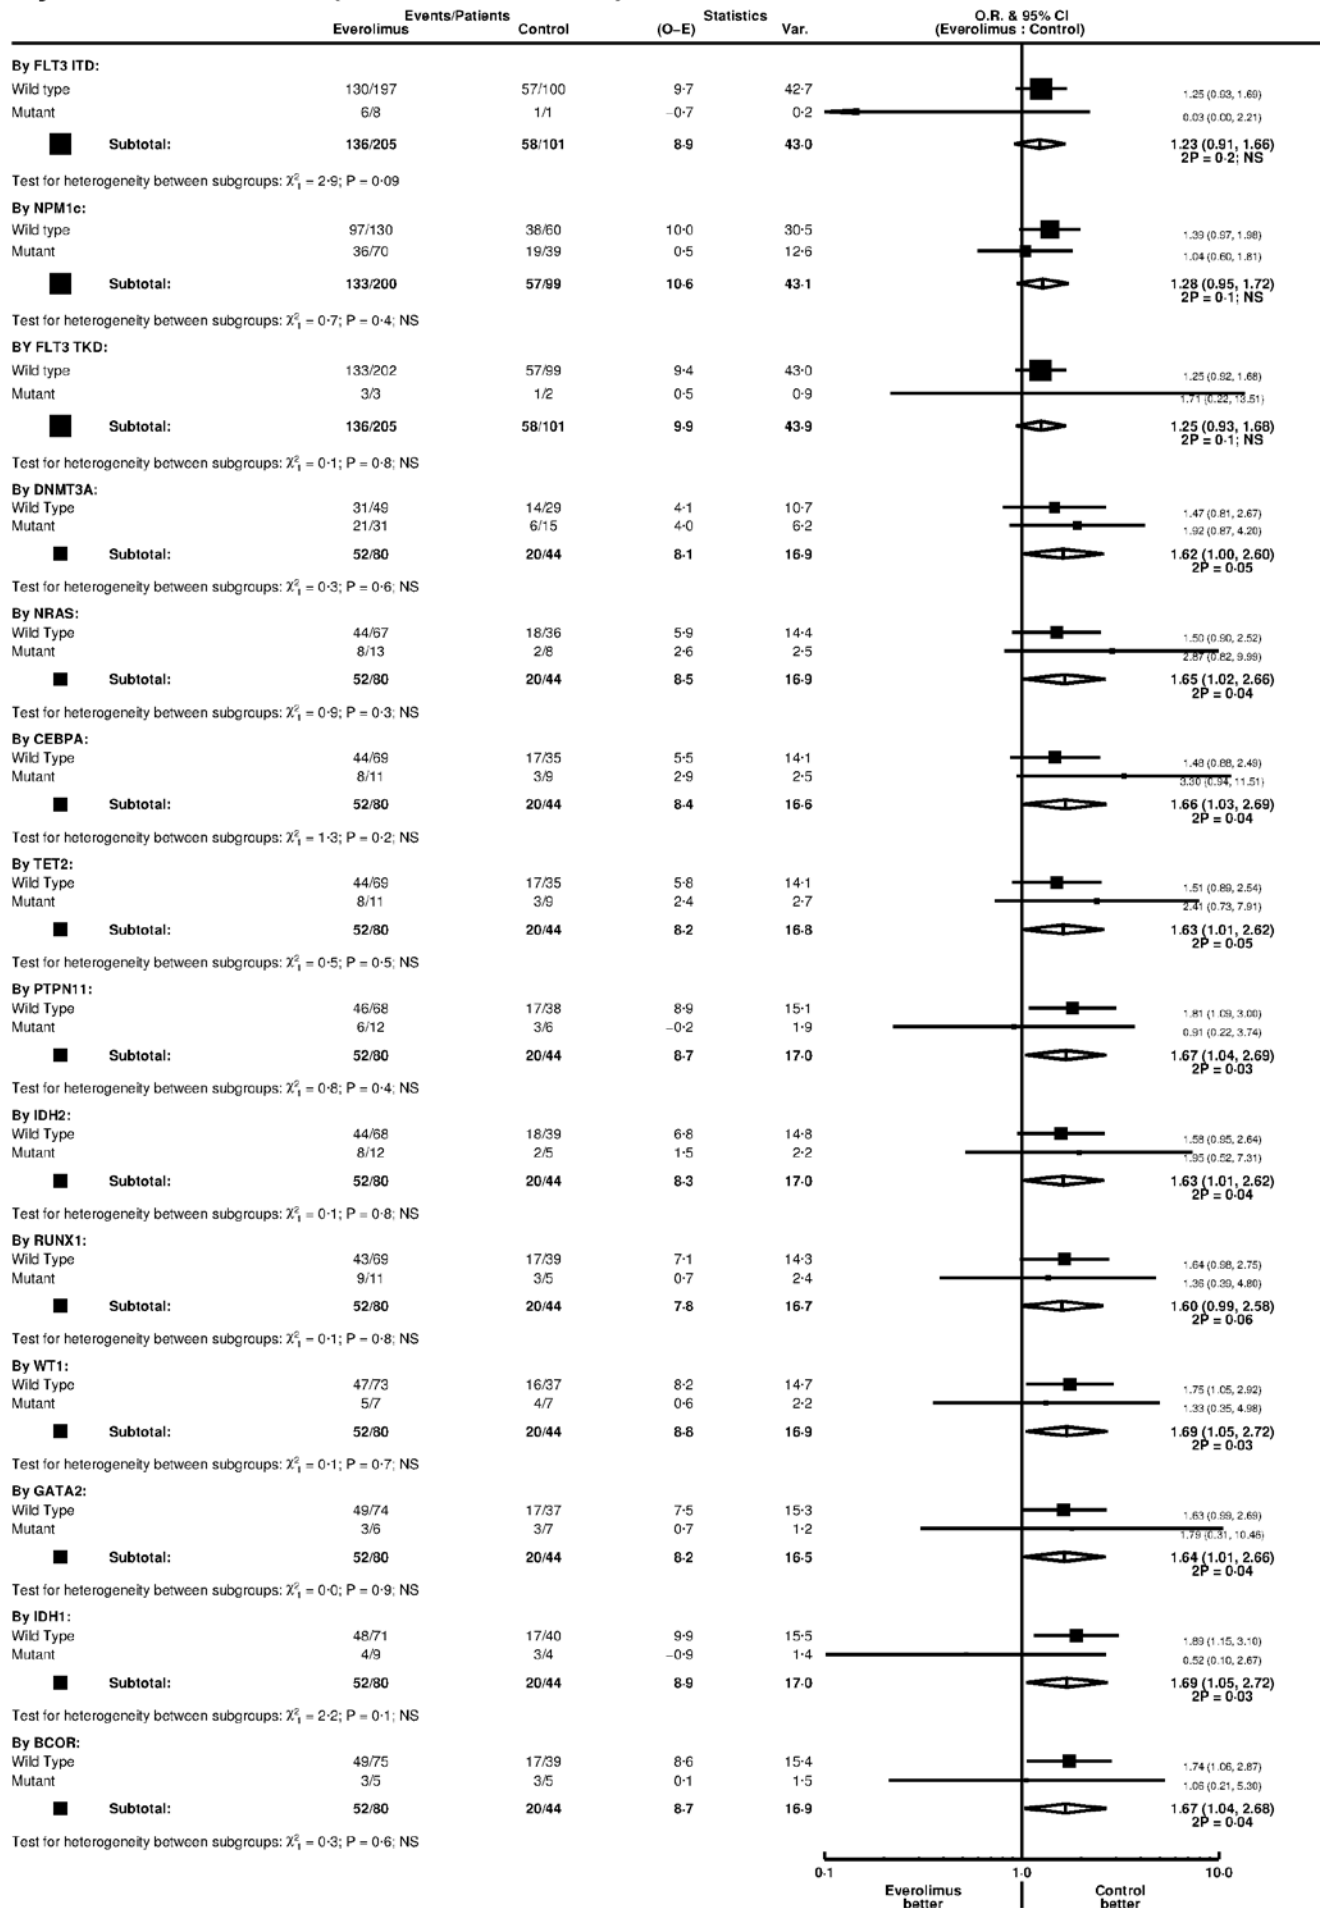 Events/Patients Statistics O.R. & 95% CI
Everolimus Control (O–E) Var. (Everolimus : Control)
By FLT3 ITD:
Wild type 130/197 57/100 9·7 42·7 1.25 (0.93, 1.69)
Mutant 6/8 1/1 –0·7 0·2 0.03 (0.00, 2.21)
Subtotal: 136/205 58/101 8·9 43·0 1.23 (0.91, 1.66)
2P = 0·2; NS
Test for heterogeneity between subgroups: χ²₁ = 2·9; P = 0·09
By NPM1c:
Wild type 97/130 38/60 10·0 30·5 1.39 (0.97, 1.98)
Mutant 36/70 19/39 0·5 12·6 1.04 (0.60, 1.81)
Subtotal: 133/200 57/99 10·6 43·1 1.28 (0.95, 1.72)
2P = 0·1; NS
Test for heterogeneity between subgroups: χ²₁ = 0·7; P = 0·4; NS
BY FLT3 TKD:
Wild type 133/202 57/99 9·4 43·0 1.25 (0.92, 1.68)
Mutant 3/3 1/2 0·5 0·9 1.71 (0.22, 13.51)
Subtotal: 136/205 58/101 9·9 43·9 1.25 (0.93, 1.68)
2P = 0·1; NS
Test for heterogeneity between subgroups: χ²₁ = 0·1; P = 0·8; NS
By DNMT3A:
Wild Type 31/49 14/29 4·1 10·7 1.47 (0.81, 2.67)
Mutant 21/31 6/15 4·0 6·2 1.92 (0.87, 4.20)
Subtotal: 52/80 20/44 8·1 16·9 1.62 (1.00, 2.60)
2P = 0·05
Test for heterogeneity between subgroups: χ²₁ = 0·3; P = 0·6; NS
By NRAS:
Wild Type 44/67 18/36 5·9 14·4 1.50 (0.90, 2.52)
Mutant 8/13 2/8 2·6 2·5 2.87 (0.82, 9.99)
Subtotal: 52/80 20/44 8·5 16·9 1.65 (1.02, 2.66)
2P = 0·04
Test for heterogeneity between subgroups: χ²₁ = 0·9; P = 0·3; NS
By CEBPA:
Wild Type 44/69 17/35 5·5 14·1 1.48 (0.88, 2.49)
Mutant 8/11 3/9 2·9 2·5 3.30 (0.94, 11.51)
Subtotal: 52/80 20/44 8·4 16·6 1.66 (1.03, 2.69)
2P = 0·04
Test for heterogeneity between subgroups: χ²₁ = 1·3; P = 0·2; NS
By TET2:
Wild Type 44/69 17/35 5·8 14·1 1.51 (0.89, 2.54)
Mutant 8/11 3/9 2·4 2·7 2.41 (0.73, 7.91)
Subtotal: 52/80 20/44 8·2 16·8 1.63 (1.01, 2.62)
2P = 0·05
Test for heterogeneity between subgroups: χ²₁ = 0·5; P = 0·5; NS
By PTPN11:
Wild Type 46/68 17/38 8·9 15·1 1.81 (1.09, 3.00)
Mutant 6/12 3/6 –0·2 1·9 0.91 (0.22, 3.74)
Subtotal: 52/80 20/44 8·7 17·0 1.67 (1.04, 2.69)
2P = 0·03
Test for heterogeneity between subgroups: χ²₁ = 0·8; P = 0·4; NS
By IDH2:
Wild Type 44/68 18/39 6·8 14·8 1.58 (0.95, 2.64)
Mutant 8/12 2/5 1·5 2·2 1.95 (0.52, 7.31)
Subtotal: 52/80 20/44 8·3 17·0 1.63 (1.01, 2.62)
2P = 0·04
Test for heterogeneity between subgroups: χ²₁ = 0·1; P = 0·8; NS
By RUNX1:
Wild Type 43/69 17/39 7·1 14·3 1.64 (0.98, 2.75)
Mutant 9/11 3/5 0·7 2·4 1.36 (0.39, 4.80)
Subtotal: 52/80 20/44 7·8 16·7 1.60 (0.99, 2.58)
2P = 0·06
Test for heterogeneity between subgroups: χ²₁ = 0·1; P = 0·8; NS
By WT1:
Wild Type 47/73 16/37 8·2 14·7 1.75 (1.05, 2.92)
Mutant 5/7 4/7 0·6 2·2 1.33 (0.35, 4.98)
Subtotal: 52/80 20/44 8·8 16·9 1.69 (1.05, 2.72)
2P = 0·03
Test for heterogeneity between subgroups: χ²₁ = 0·1; P = 0·7; NS
By GATA2:
Wild Type 49/74 17/37 7·5 15·3 1.63 (0.99, 2.69)
Mutant 3/6 3/7 0·7 1·2 1.79 (0.31, 10.46)
Subtotal: 52/80 20/44 8·2 16·5 1.64 (1.01, 2.66)
2P = 0·04
Test for heterogeneity between subgroups: χ²₁ = 0·0; P = 0·9; NS
By IDH1:
Wild Type 48/71 17/40 9·9 15·5 1.89 (1.15, 3.10)
Mutant 4/9 3/4 –0·9 1·4 0.52 (0.10, 2.67)
Subtotal: 52/80 20/44 8·9 17·0 1.69 (1.05, 2.72)
2P = 0·03
Test for heterogeneity between subgroups: χ²₁ = 2·2; P = 0·1; NS
By BCOR:
Wild Type 49/75 17/39 8·6 15·4 1.74 (1.06, 2.87)
Mutant 3/5 3/5 0·1 1·5 1.06 (0.21, 5.30)
Subtotal: 52/80 20/44 8·7 16·9 1.67 (1.04, 2.68)
2P = 0·04
Test for heterogeneity between subgroups: χ²₁ = 0·3; P = 0·6; NS
0·1 1·0 10·0
Everolimus Control
better better